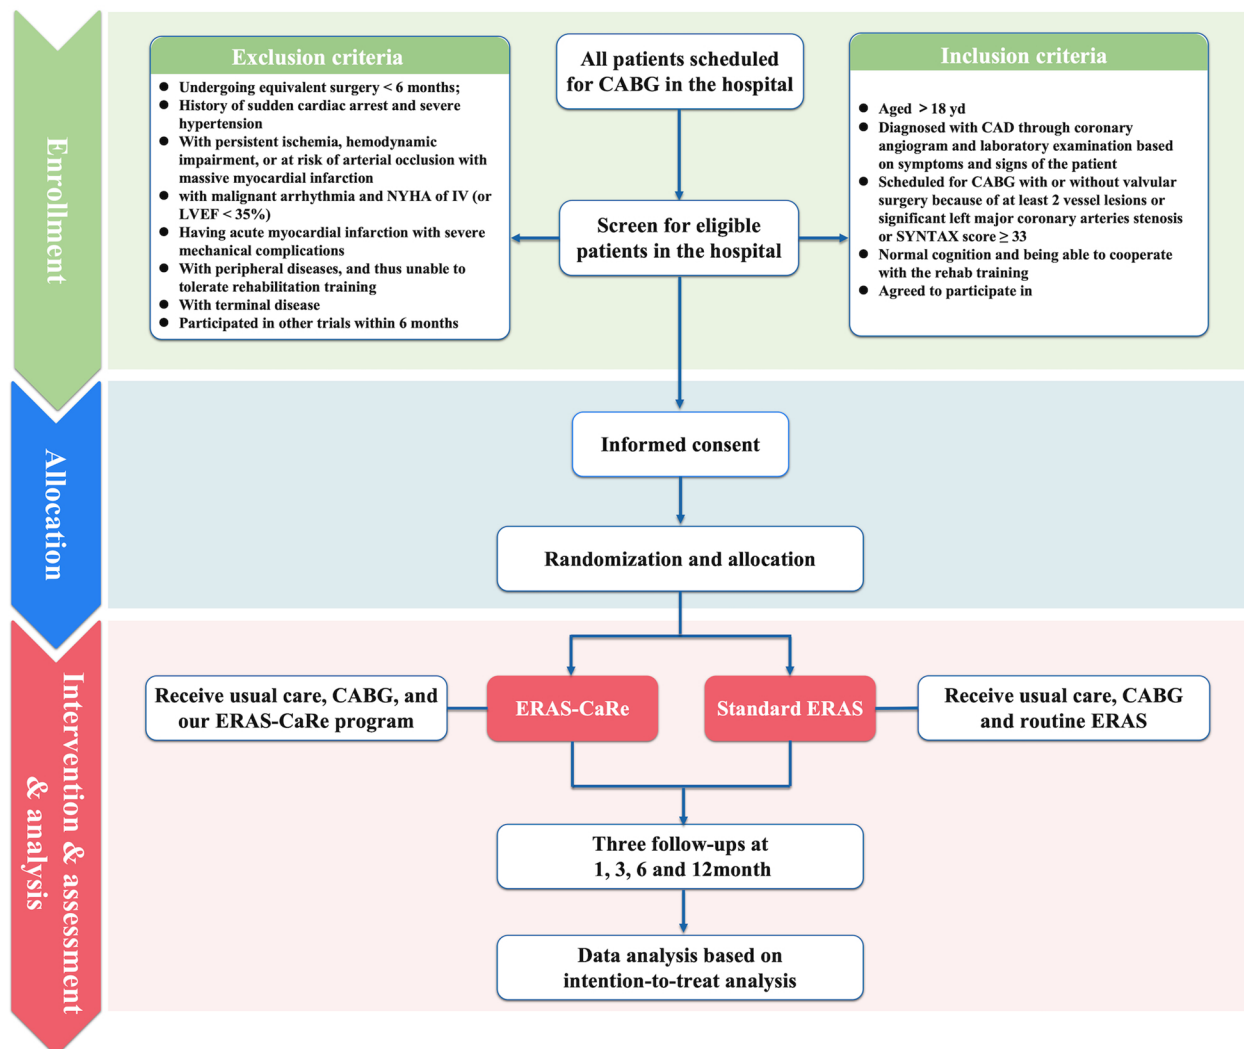 Enrollment
Exclusion criteria
● Undergoing equivalent surgery < 6 months;
● History of sudden cardiac arrest and severe
hypertension
● With persistent ischemia, hemodynamic
impairment, or at risk of arterial occlusion with
massive myocardial infarction
● with malignant arrhythmia and NYHA of IV (or
LVEF < 35%)
● Having acute myocardial infarction with severe
mechanical complications
● With peripheral diseases, and thus unable to
tolerate rehabilitation training
● With terminal disease
● Participated in other trials within 6 months
All patients scheduled
for CABG in the hospital
Screen for eligible
patients in the hospital
Inclusion criteria
● Aged > 18 yd
● Diagnosed with CAD through coronary
angiogram and laboratory examination based
on symptoms and signs of the patient
● Scheduled for CABG with or without valvular
surgery because of at least 2 vessel lesions or
significant left major coronary arteries stenosis
or SYNTAX score ≥ 33
● Normal cognition and being able to cooperate
with the rehab training
● Agreed to participate in
Allocation
Informed consent
Randomization and allocation
Intervention & assessment
& analysis
Receive usual care, CABG, and
our ERAS-CaRe program
ERAS-CaRe
Standard ERAS
Receive usual care, CABG
and routine ERAS
Three follow-ups at
1, 3, 6 and 12month
Data analysis based on
intention-to-treat analysis